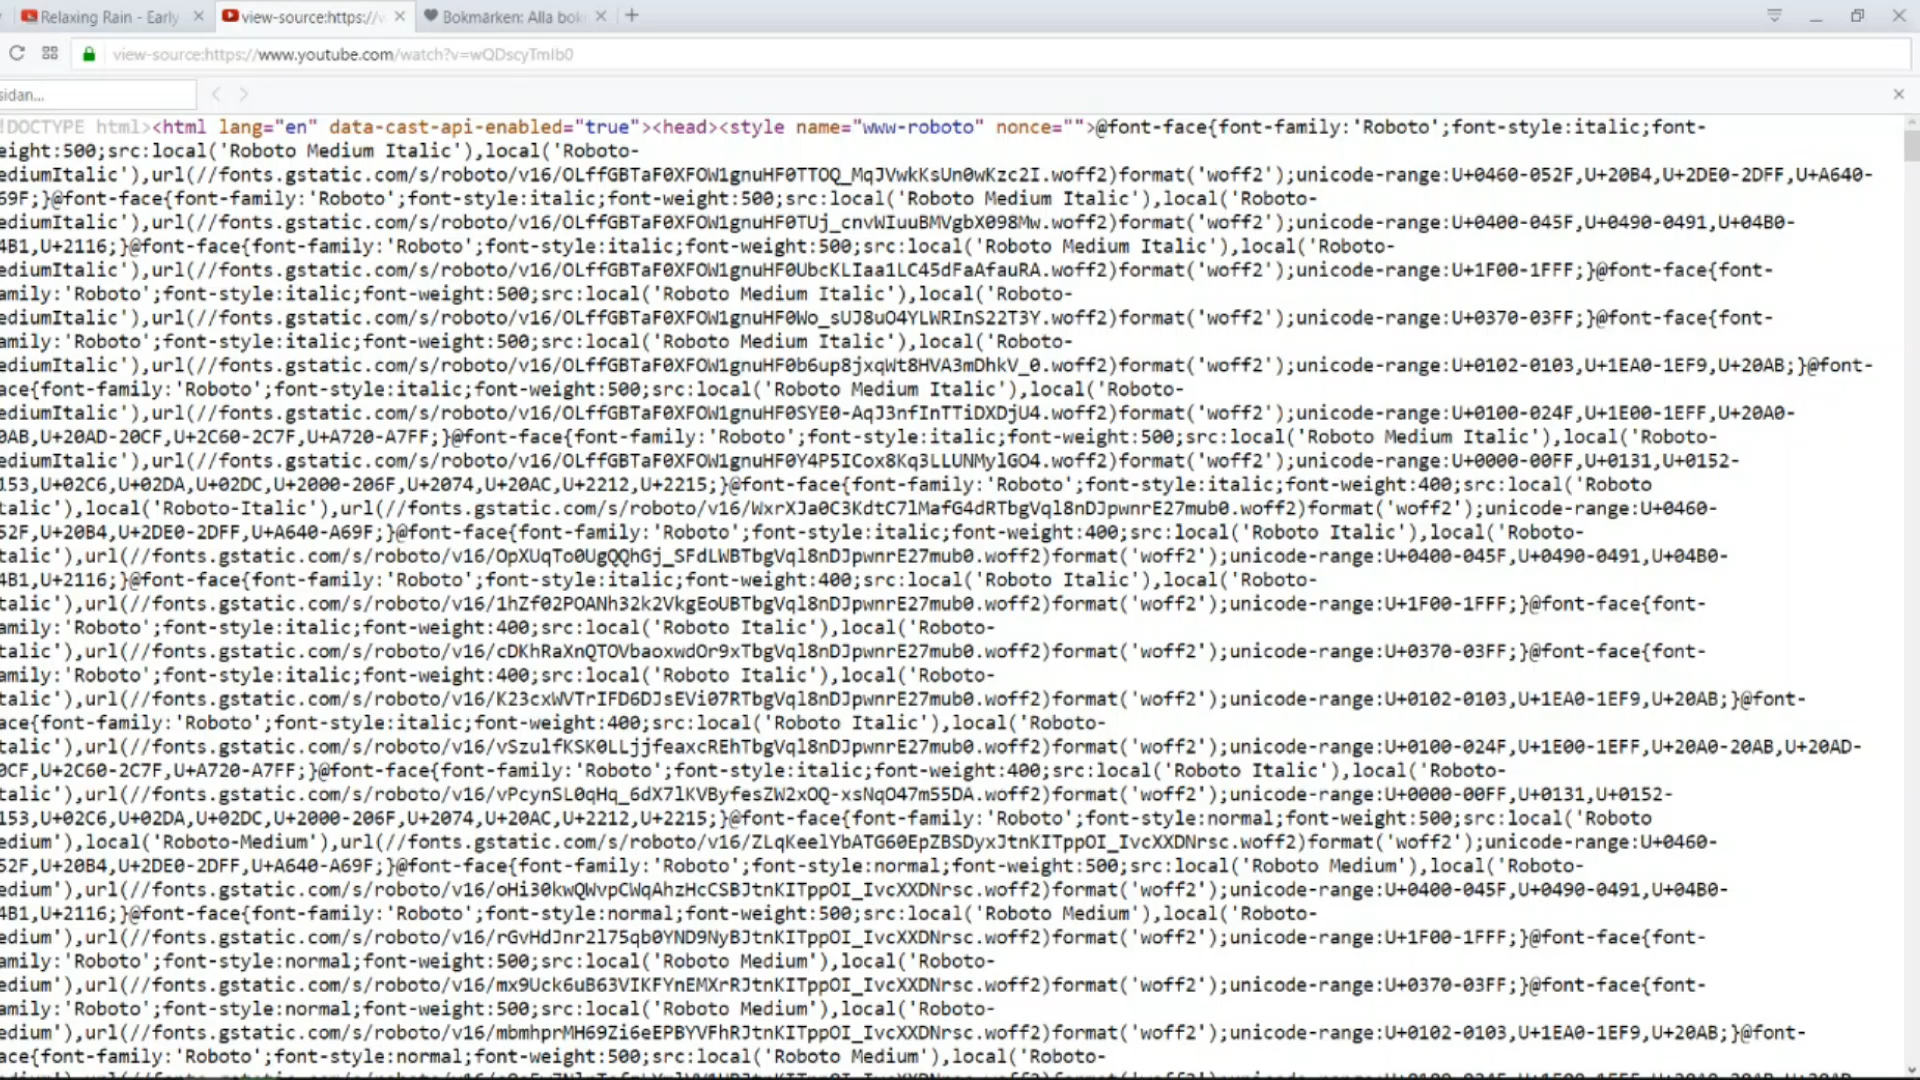 Relaxing Rain - Early
view-source:https://
Bokmärken: Alla bok
view-source:https://www.youtube.com/watch?v=wQDscyTmIb0
sidan...
!DOCTYPE html><html lang="en" data-cast-api-enabled="true"><head><style name="www-roboto" nonce="">@font-face{font-family:'Roboto';font-style:italic;font-
eight:500;src:local('Roboto Medium Italic'),local('Roboto-
ediumItalic'),url(//fonts.gstatic.com/s/roboto/v16/OLffGBTaF0XFOW1gnuHF0TTOQ_MqJVwkKsUn0wKzc2I.woff2)format('woff2');unicode-range:U+0460-052F,U+20B4,U+2DE0-2DFF,U+A640-
69F;}@font-face{font-family:'Roboto';font-style:italic;font-weight:500;src:local('Roboto Medium Italic'),local('Roboto-
ediumItalic'),url(//fonts.gstatic.com/s/roboto/v16/OLffGBTaF0XFOW1gnuHF0TUj_cnvWIuuBMVgbX098Mw.woff2)format('woff2');unicode-range:U+0400-045F,U+0490-0491,U+04B0-
4B1,U+2116;}@font-face{font-family:'Roboto';font-style:italic;font-weight:500;src:local('Roboto Medium Italic'),local('Roboto-
ediumItalic'),url(//fonts.gstatic.com/s/roboto/v16/OLffGBTaF0XFOW1gnuHF0UbcKLIaa1LC45dFaAfauRA.woff2)format('woff2');unicode-range:U+1F00-1FFF;}@font-face{font-
amily:'Roboto';font-style:italic;font-weight:500;src:local('Roboto Medium Italic'),local('Roboto-
ediumItalic'),url(//fonts.gstatic.com/s/roboto/v16/OLffGBTaF0XFOW1gnuHF0Wo_sUJ8uO4YLWRInS22T3Y.woff2)format('woff2');unicode-range:U+0370-03FF;}@font-face{font-
amily:'Roboto';font-style:italic;font-weight:500;src:local('Roboto Medium Italic'),local('Roboto-
ediumItalic'),url(//fonts.gstatic.com/s/roboto/v16/OLffGBTaF0XFOW1gnuHF0b6up8jxqWt8HVA3mDhkV_0.woff2)format('woff2');unicode-range:U+0102-0103,U+1EA0-1EF9,U+20AB;}@font-
ace{font-family:'Roboto';font-style:italic;font-weight:500;src:local('Roboto Medium Italic'),local('Roboto-
ediumItalic'),url(//fonts.gstatic.com/s/roboto/v16/OLffGBTaF0XFOW1gnuHF0SYE0-AqJ3nfInTTiDXDjU4.woff2)format('woff2');unicode-range:U+0100-024F,U+1E00-1EFF,U+20A0-
0AB,U+20AD-20CF,U+2C60-2C7F,U+A720-A7FF;}@font-face{font-family:'Roboto';font-style:italic;font-weight:500;src:local('Roboto Medium Italic'),local('Roboto-
ediumItalic'),url(//fonts.gstatic.com/s/roboto/v16/OLffGBTaF0XFOW1gnuHF0Y4P5ICox8Kq3LLUNMylGO4.woff2)format('woff2');unicode-range:U+0000-00FF,U+0131,U+0152-
153,U+02C6,U+02DA,U+02DC,U+2000-206F,U+2074,U+20AC,U+2212,U+2215;}@font-face{font-family:'Roboto';font-style:italic;font-weight:400;src:local('Roboto
talic'),local('Roboto-Italic'),url(//fonts.gstatic.com/s/roboto/v16/WxrXJa0C3KdtC7lMafG4dRTbgVql8nDJpwnrE27mub0.woff2)format('woff2');unicode-range:U+0460-
52F,U+20B4,U+2DE0-2DFF,U+A640-A69F;}@font-face{font-family:'Roboto';font-style:italic;font-weight:400;src:local('Roboto Italic'),local('Roboto-
talic'),url(//fonts.gstatic.com/s/roboto/v16/OpXUqTo0UgQQhGj_SFdLWBTbgVql8nDJpwnrE27mub0.woff2)format('woff2');unicode-range:U+0400-045F,U+0490-0491,U+04B0-
4B1,U+2116;}@font-face{font-family:'Roboto';font-style:italic;font-weight:400;src:local('Roboto Italic'),local('Roboto-
talic'),url(//fonts.gstatic.com/s/roboto/v16/1hZf02POANh32k2VkgEoUBTbgVql8nDJpwnrE27mub0.woff2)format('woff2');unicode-range:U+1F00-1FFF;}@font-face{font-
amily:'Roboto';font-style:italic;font-weight:400;src:local('Roboto Italic'),local('Roboto-
talic'),url(//fonts.gstatic.com/s/roboto/v16/cDKhRaXnQTOVbaoxwdOr9xTbgVql8nDJpwnrE27mub0.woff2)format('woff2');unicode-range:U+0370-03FF;}@font-face{font-
amily:'Roboto';font-style:italic;font-weight:400;src:local('Roboto Italic'),local('Roboto-
talic'),url(//fonts.gstatic.com/s/roboto/v16/K23cxWVTrIFD6DJsEVi07RTbgVql8nDJpwnrE27mub0.woff2)format('woff2');unicode-range:U+0102-0103,U+1EA0-1EF9,U+20AB;}@font-
ace{font-family:'Roboto';font-style:italic;font-weight:400;src:local('Roboto Italic'),local('Roboto-
talic'),url(//fonts.gstatic.com/s/roboto/v16/vSzulfKSK0LLjjfeaxcREhTbgVql8nDJpwnrE27mub0.woff2)format('woff2');unicode-range:U+0100-024F,U+1E00-1EFF,U+20A0-20AB,U+20AD-
0CF,U+2C60-2C7F,U+A720-A7FF;}@font-face{font-family:'Roboto';font-style:italic;font-weight:400;src:local('Roboto Italic'),local('Roboto-
talic'),url(//fonts.gstatic.com/s/roboto/v16/vPcynSL0qHq_6dX7lKVByfesZW2xOQ-xsNqO47m55DA.woff2)format('woff2');unicode-range:U+0000-00FF,U+0131,U+0152-
153,U+02C6,U+02DA,U+02DC,U+2000-206F,U+2074,U+20AC,U+2212,U+2215;}@font-face{font-family:'Roboto';font-style:normal;font-weight:500;src:local('Roboto
edium'),local('Roboto-Medium'),url(//fonts.gstatic.com/s/roboto/v16/ZLqKeelYbATG60EpZBSDyxJtnKITppOI_IvcXXDNrsc.woff2)format('woff2');unicode-range:U+0460-
52F,U+20B4,U+2DE0-2DFF,U+A640-A69F;}@font-face{font-family:'Roboto';font-style:normal;font-weight:500;src:local('Roboto Medium'),local('Roboto-
edium'),url(//fonts.gstatic.com/s/roboto/v16/oHi30kwQWvpCWqAhzHcCSBJtnKITppOI_IvcXXDNrsc.woff2)format('woff2');unicode-range:U+0400-045F,U+0490-0491,U+04B0-
4B1,U+2116;}@font-face{font-family:'Roboto';font-style:normal;font-weight:500;src:local('Roboto Medium'),local('Roboto-
edium'),url(//fonts.gstatic.com/s/roboto/v16/rGvHdJnr2l75qb0YND9NyBJtnKITppOI_IvcXXDNrsc.woff2)format('woff2');unicode-range:U+1F00-1FFF;}@font-face{font-
amily:'Roboto';font-style:normal;font-weight:500;src:local('Roboto Medium'),local('Roboto-
edium'),url(//fonts.gstatic.com/s/roboto/v16/mx9Uck6uB63VIKFYnEMXrRJtnKITppOI_IvcXXDNrsc.woff2)format('woff2');unicode-range:U+0370-03FF;}@font-face{font-
amily:'Roboto';font-style:normal;font-weight:500;src:local('Roboto Medium'),local('Roboto-
edium'),url(//fonts.gstatic.com/s/roboto/v16/mbmhprMH69Zi6eEPBYVFhRJtnKITppOI_IvcXXDNrsc.woff2)format('woff2');unicode-range:U+0102-0103,U+1EA0-1EF9,U+20AB;}@font-
ace{font-family:'Roboto';font-style:normal;font-weight:500;src:local('Roboto Medium'),local('Roboto-